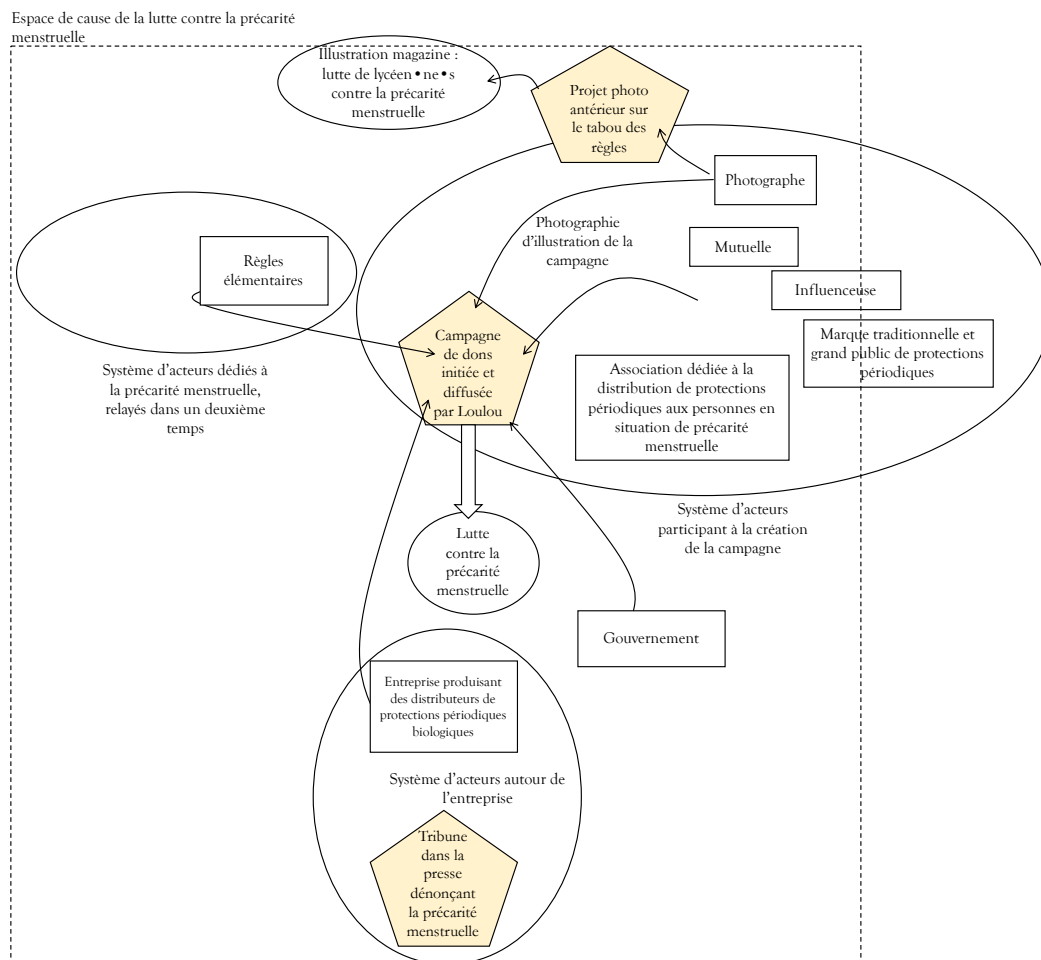 Espace de cause de la lutte contre la précarité
menstruelle
Illustration magazine :
lutte de lycéen•ne•s
contre la précarité
menstruelle
Projet photo
antérieur sur
le tabou des
règles
Photographe
Photographie
d'illustration de la
campagne
Mutuelle
Règles
élémentaires
Influenceuse
Marque traditionnelle et
grand public de protections
périodiques
Campagne
de dons
initiée et
diffusée
par Loulou
Association dédiée à la
distribution de protections
périodiques aux personnes en
situation de précarité
menstruelle
Système d'acteurs dédiés à
la précarité menstruelle,
relayés dans un deuxième
temps
Système d'acteurs
participant à la création
de la campagne
Lutte
contre la
précarité
menstruelle
Gouvernement
Entreprise produisant
des distributeurs de
protections périodiques
biologiques
Système d'acteurs autour de
l'entreprise
Tribune
dans la
presse
dénonçant
la précarité
menstruelle